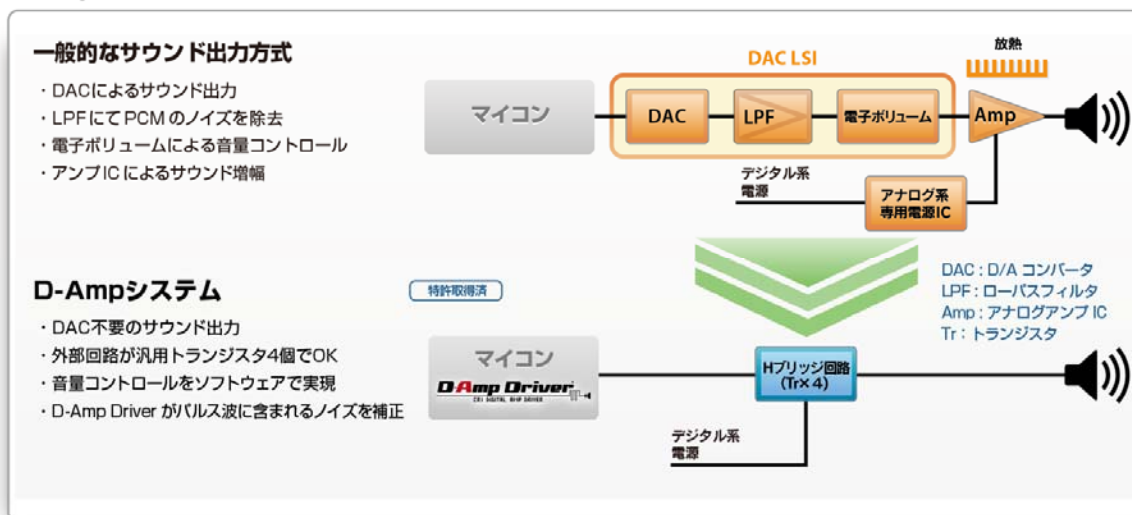 一般的なサウンド出力方式
・DACによるサウンド出力
・LPFにてPCMのノイズを除去
・電子ボリュームによる音量コントロール
・アンプICによるサウンド増幅
マイコン
DAC LSI
DAC
LPF
電子ボリューム
放熱
Amp
デジタル系
電源
アナログ系
専用電源IC
D-Ampシステム
特許取得済
・DAC不要のサウンド出力
・外部回路が汎用トランジスタ4個でOK
・音量コントロールをソフトウェアで実現
・D-Amp Driver がパルス波に含まれるノイズを補正
マイコン
D-Amp Driver
CRI DIGITAL AMP DRIVER
Hブリッジ回路
(Tr×4)
デジタル系
電源
DAC : D/A コンバータ
LPF : ローパスフィルタ
Amp : アナログアンプ IC
Tr : トランジスタ